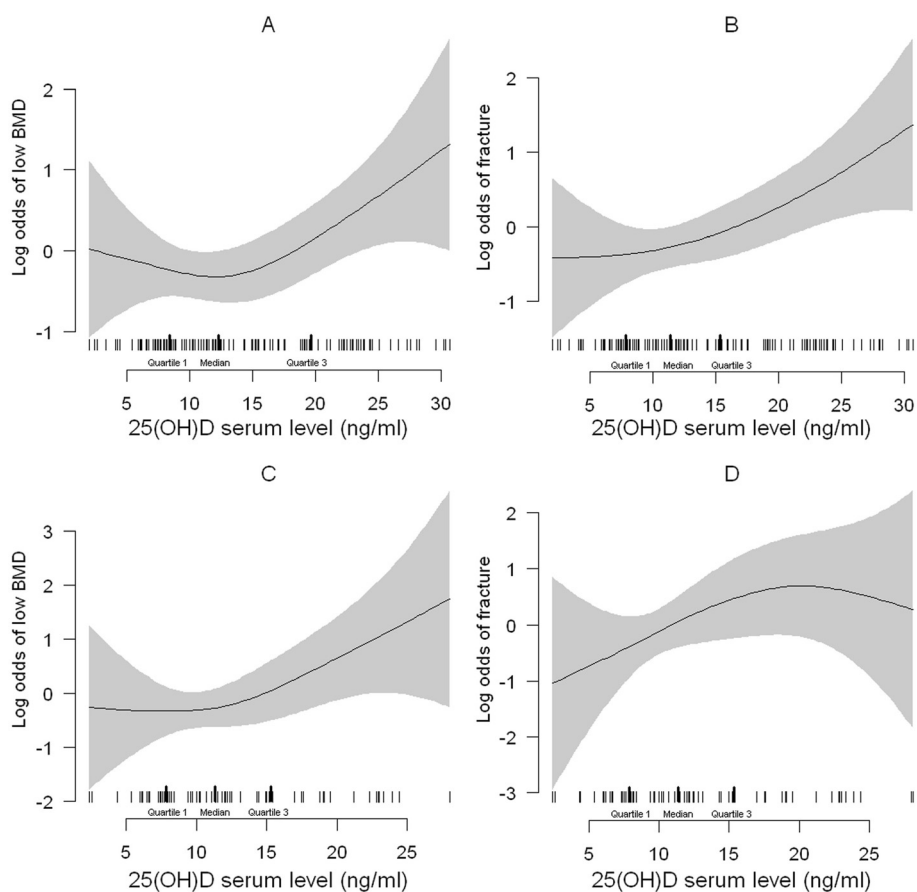 A
Log odds of low BMD
2
1
0
-1
Quartile 1 Median Quartile 3
5 10 15 20 25 30
25(OH)D serum level (ng/ml)
B
Log odds of fracture
2
1
0
-1
Quartile 1 Median Quartile 3
5 10 15 20 25 30
25(OH)D serum level (ng/ml)
C
Log odds of low BMD
3
2
1
0
-1
-2
Quartile 1 Median Quartile 3
5 10 15 20 25
25(OH)D serum level (ng/ml)
D
Log odds of fracture
2
1
0
-1
-2
-3
Quartile 1 Median Quartile 3
5 10 15 20 25
25(OH)D serum level (ng/ml)